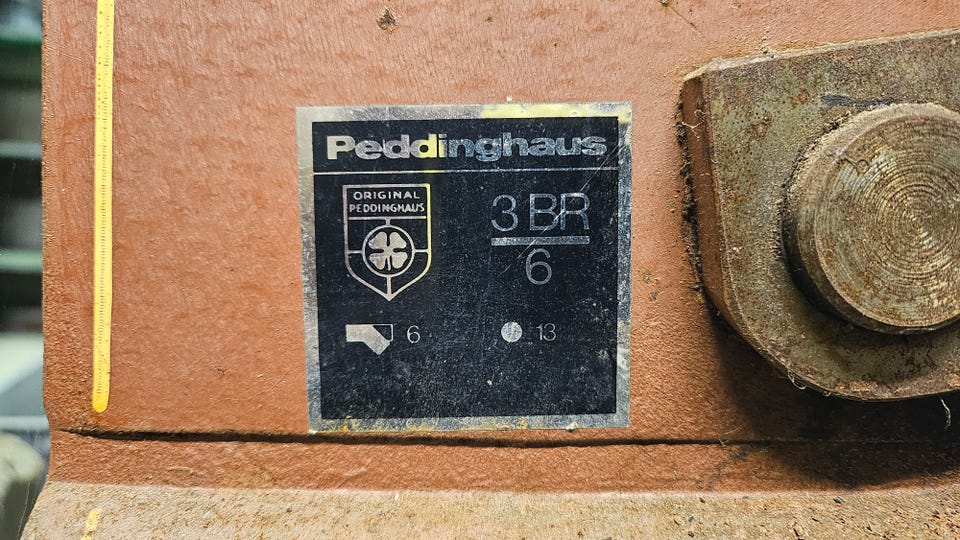 Peddinghaus
ORIGINAL
PEDDINGHAUS
3 BR
6
6
13